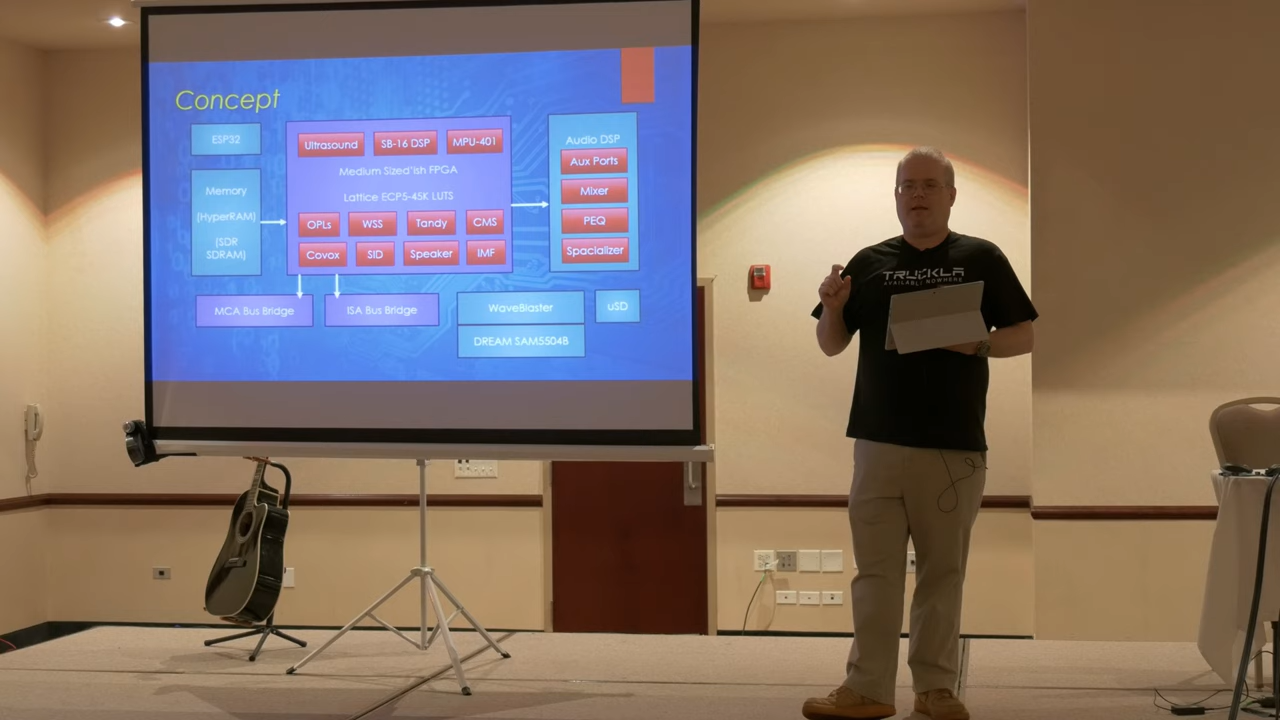 Concept
ESP32
Memory
(HyperRAM)
(SDR
SDRAM)
Ultrasound
SB-16 DSP
MPU-401
Medium Sized'ish FPGA
Lattice ECP5-45K LUTS
OPLs
WSS
Tandy
CMS
Covox
SID
Speaker
IMF
Audio DSP
Aux Ports
Mixer
PEQ
Spacializer
MCA Bus Bridge
ISA Bus Bridge
WaveBlaster
DREAM SAM5504B
uSD
TRUCKLA
AVAILABLE NOWHERE